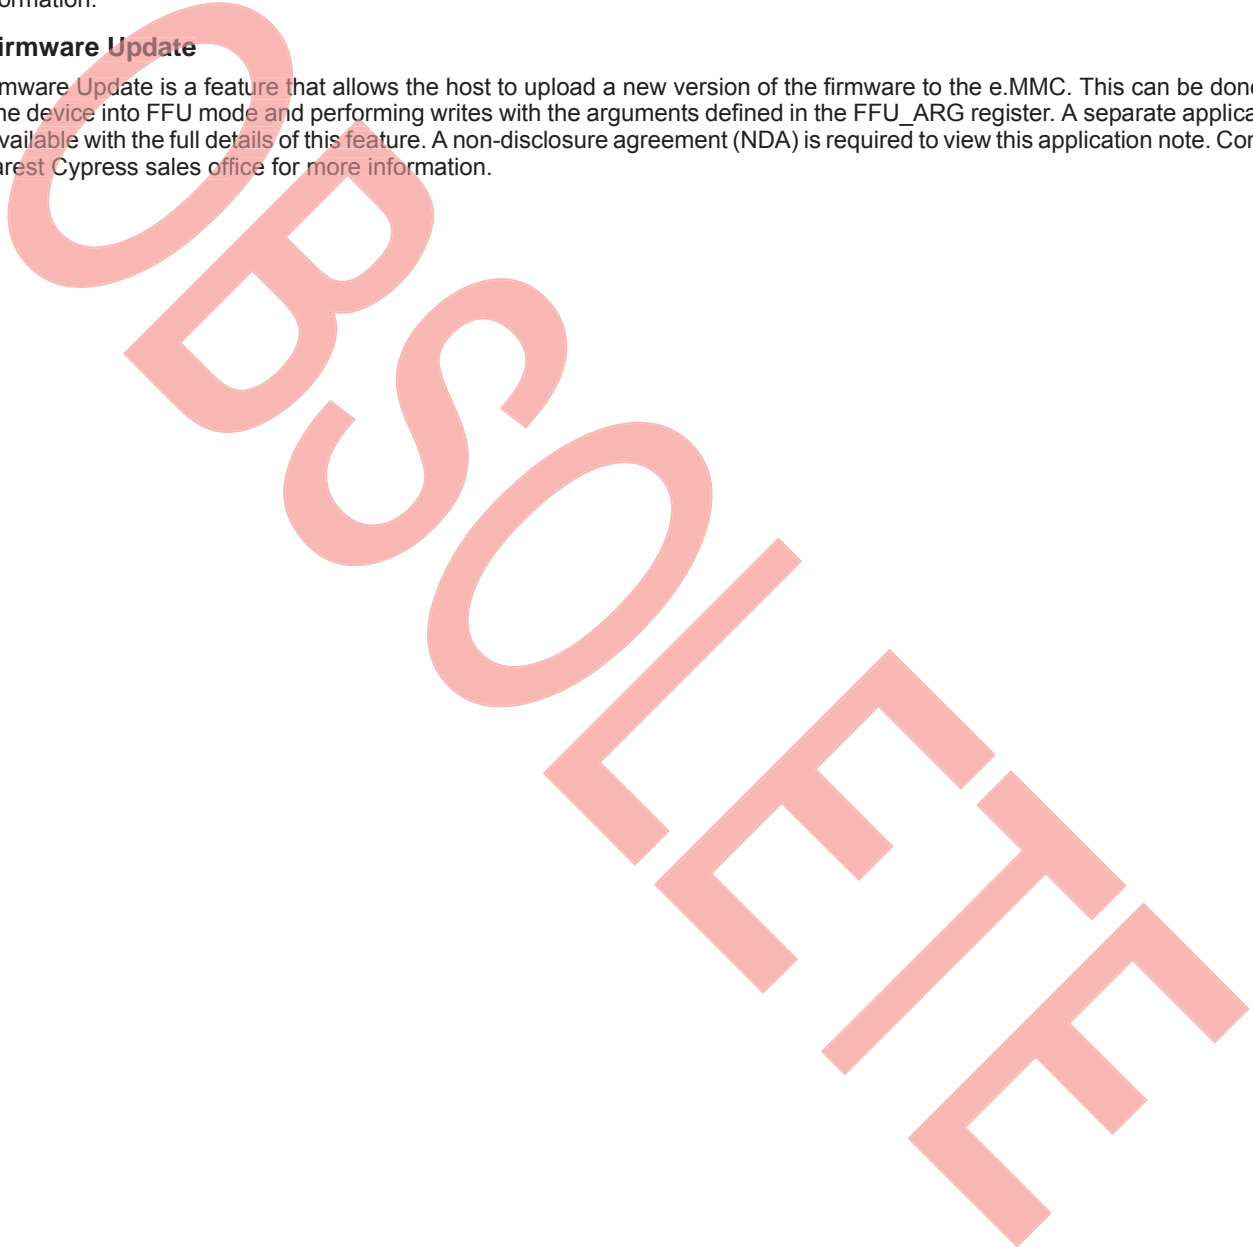 ormation.
irmware Update
mware Update is a feature that allows the host to upload a new version of the firmware to the e.MMC. This can be done
ne device into FFU mode and performing writes with the arguments defined in the FFU_ARG register. A separate applica
vailable with the full details of this feature. A non-disclosure agreement (NDA) is required to view this application note. Con
arest Cypress sales office for more information.
OBSOLETE